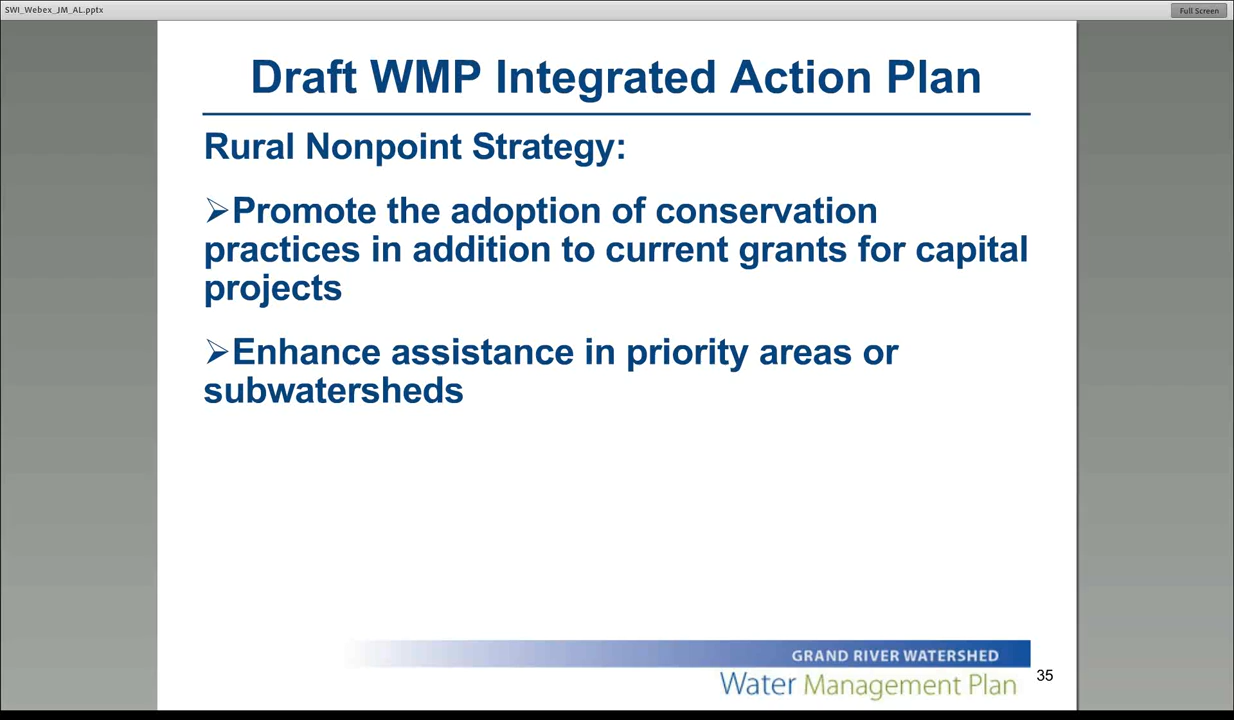 SWI_Webex_JM_AL.pptx
Full Screen
Draft WMP Integrated Action Plan
Rural Nonpoint Strategy:
➢Promote the adoption of conservation
practices in addition to current grants for capital
projects
➢Enhance assistance in priority areas or
subwatersheds
GRAND RIVER WATERSHED
Water Management Plan
35